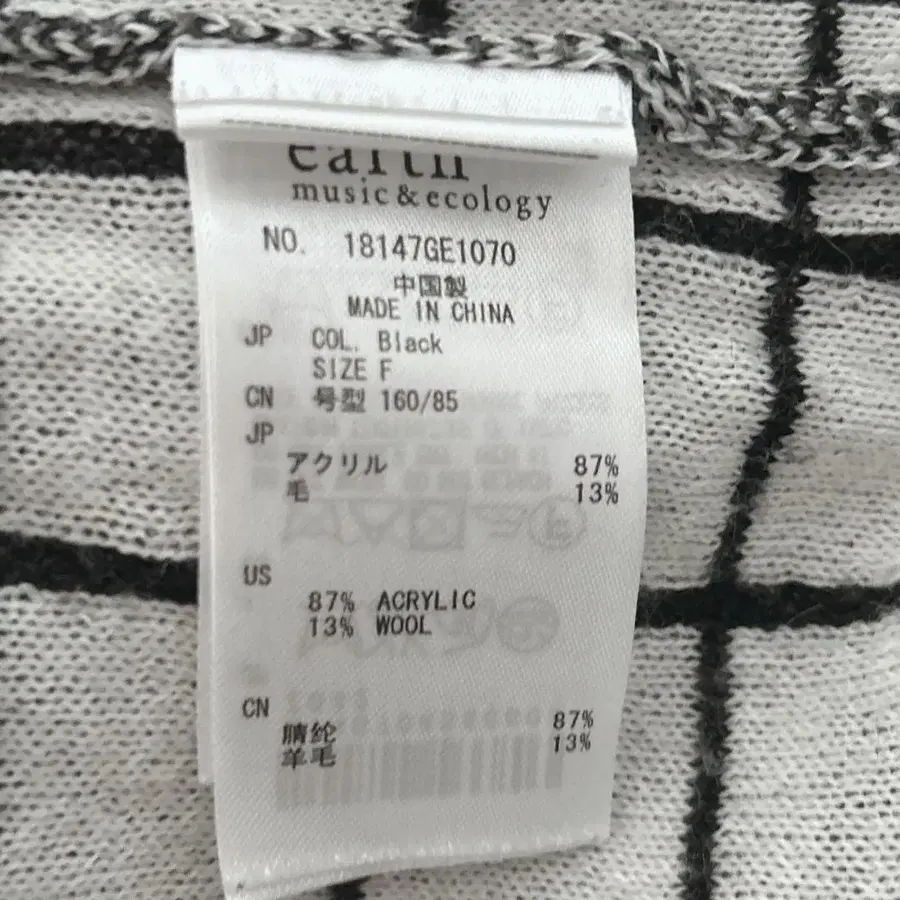 earth
music & ecology
NO. 18147GE1070
中国製
MADE IN CHINA
JP COL. Black
SIZE F
CN 号型 160/85
JP
アクリル 87%
毛 13%
US
87% ACRYLIC
13% WOOL
CN
腈纶 87%
羊毛 13%